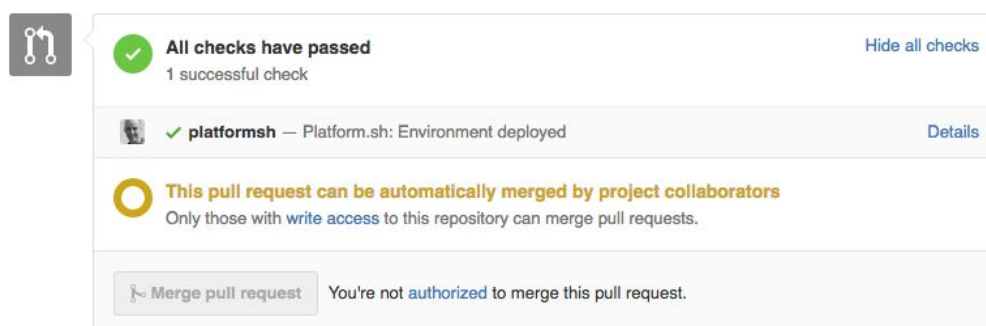 All checks have passed
Hide all checks
1 successful check
platformsh — Platform.sh: Environment deployed
Details
This pull request can be automatically merged by project collaborators
Only those with write access to this repository can merge pull requests.
Merge pull request
You're not authorized to merge this pull request.